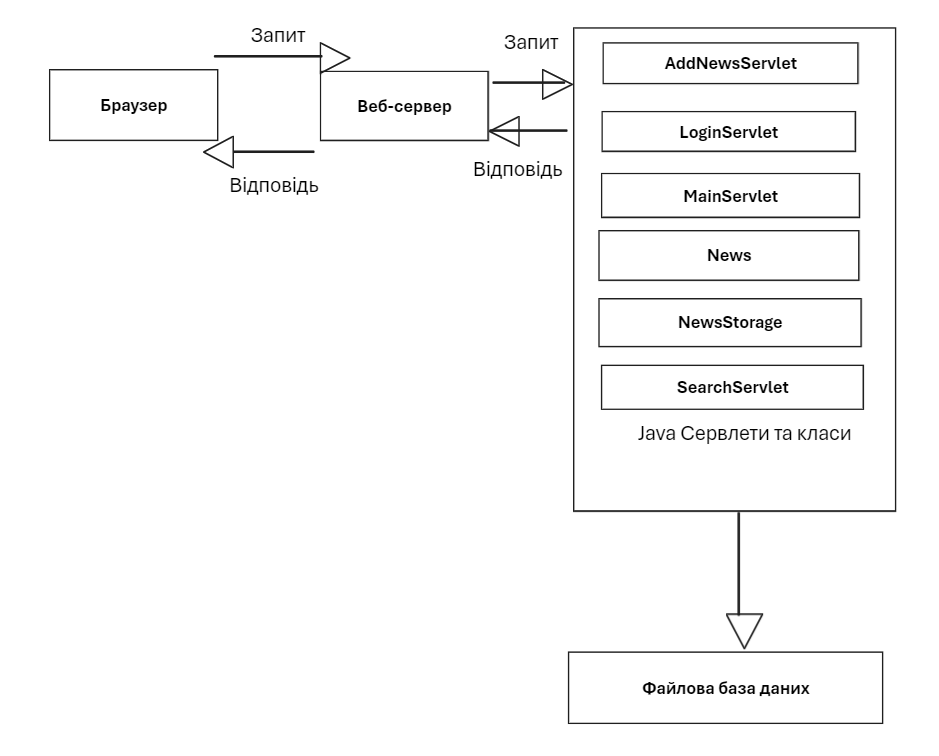 Запит
Браузер
Відповідь
Веб-сервер
Запит
Відповідь
AddNewsServlet
LoginServlet
MainServlet
News
NewsStorage
SearchServlet
Java Сервлети та класи
Файлова база даних